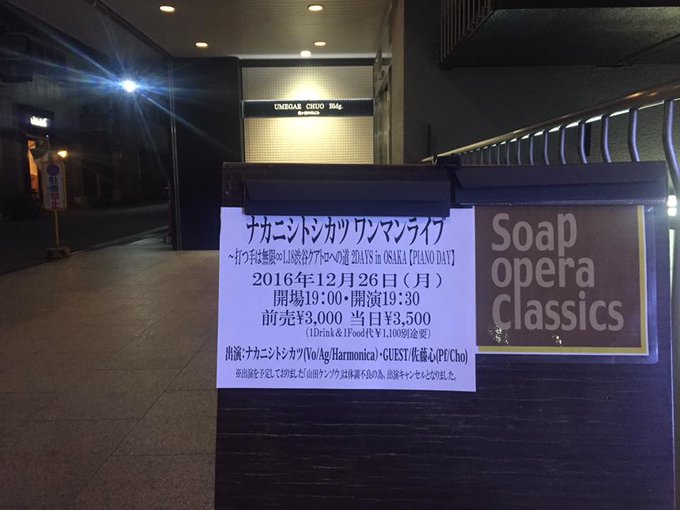 UMEGAE CHUO Bldg.
ナカニシトシカツ ワンマンライブ
～打つ手は無限∞1.18渋谷クアトロへの道 2DAYS in OSAKA【PIANO DAY】
2016年12月26日(月)
開場19:00・開演19:30
前売¥3,000 当日¥3,500
(1Drink＆1Food代￥1,100別途要)
出演:ナカニシトシカツ(Vo/Ag/Harmonica)・GUEST/佐藤心(Pf/Cho)
※出演を予定しておりました「山田ケンゾウ」は体調不良の為、出演キャンセルとなりました。
Soap
opera
Classics